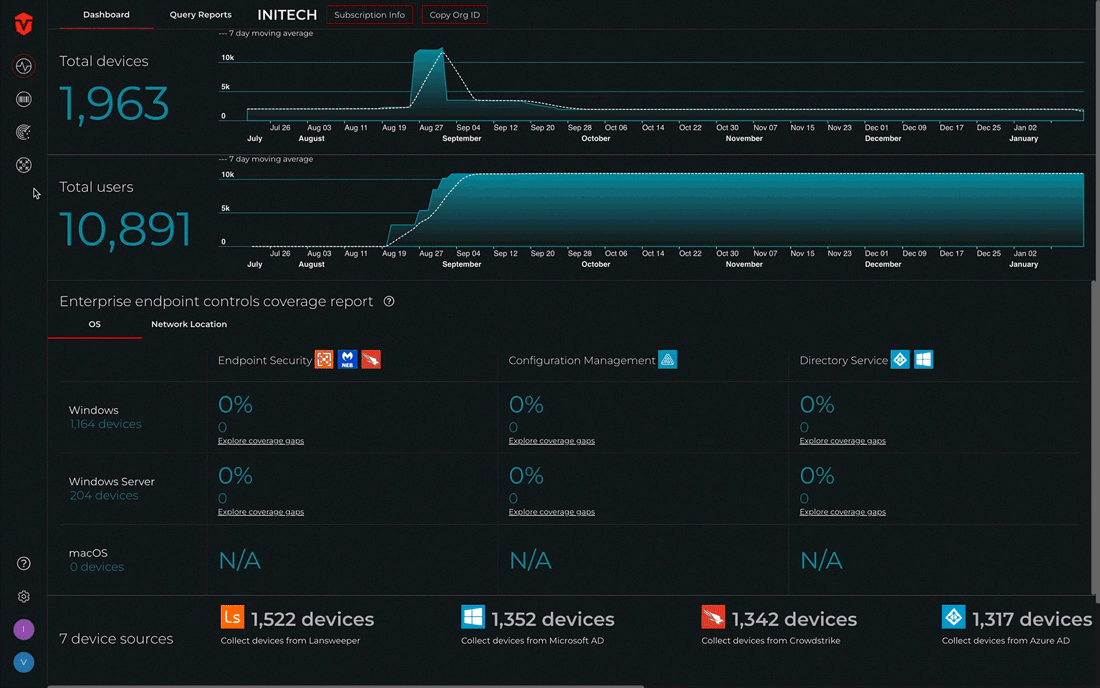 Dashboard Query Reports INITECH Subscription Info Copy Org ID
--- 7 day moving average
Total devices
1,963
10k
5k
0
Jul 26 Aug 03 Aug 11 Aug 19 Aug 27 Sep 04 Sep 12 Sep 20 Sep 28 Oct 06 Oct 14 Oct 22 Oct 30 Nov 07 Nov 15 Nov 23 Dec 01 Dec 09 Dec 17 Dec 25 Jan 02
July August September October November December January
--- 7 day moving average
Total users
10,891
10k
5k
0
Jul 26 Aug 03 Aug 11 Aug 19 Aug 27 Sep 04 Sep 12 Sep 20 Sep 28 Oct 06 Oct 14 Oct 22 Oct 30 Nov 07 Nov 15 Nov 23 Dec 01 Dec 09 Dec 17 Dec 25 Jan 02
July August September October November December January
Enterprise endpoint controls coverage report ?
OS Network Location
Endpoint Security NEB Configuration Management Directory Service
Windows
1,164 devices
0% 0% 0%
0 0 0
Explore coverage gaps Explore coverage gaps Explore coverage gaps
Windows Server
204 devices
0% 0% 0%
0 0 0
Explore coverage gaps Explore coverage gaps Explore coverage gaps
macOS
0 devices
N/A N/A N/A
?
7 device sources
Ls 1,522 devices 1,352 devices 1,342 devices 1,317 devices
Collect devices from Lansweeper Collect devices from Microsoft AD Collect devices from Crowdstrike Collect devices from Azure AD
I
V